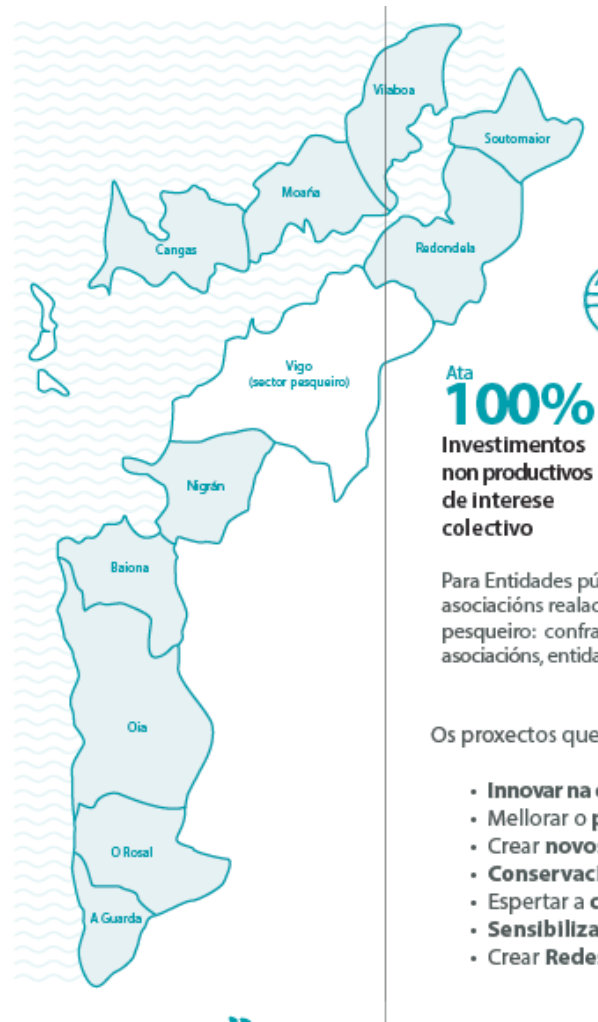 Vilaboa
Soutomaior
Moaña
Cangas
Redondela
Vigo
(sector pesqueiro)
Nigrán
Baiona
Oia
O Rosal
A Guarda
Ata
100%
Investimentos
non productivos
de interese
colectivo
Para Entidades pú
asociacións realac
pesqueiro: confra
asociacións, entida
Os proxectos que
• Innovar na
• Mellorar o p
• Crear novos
• Conservaci
• Espertar a c
• Sensibiliza
• Crear Redes